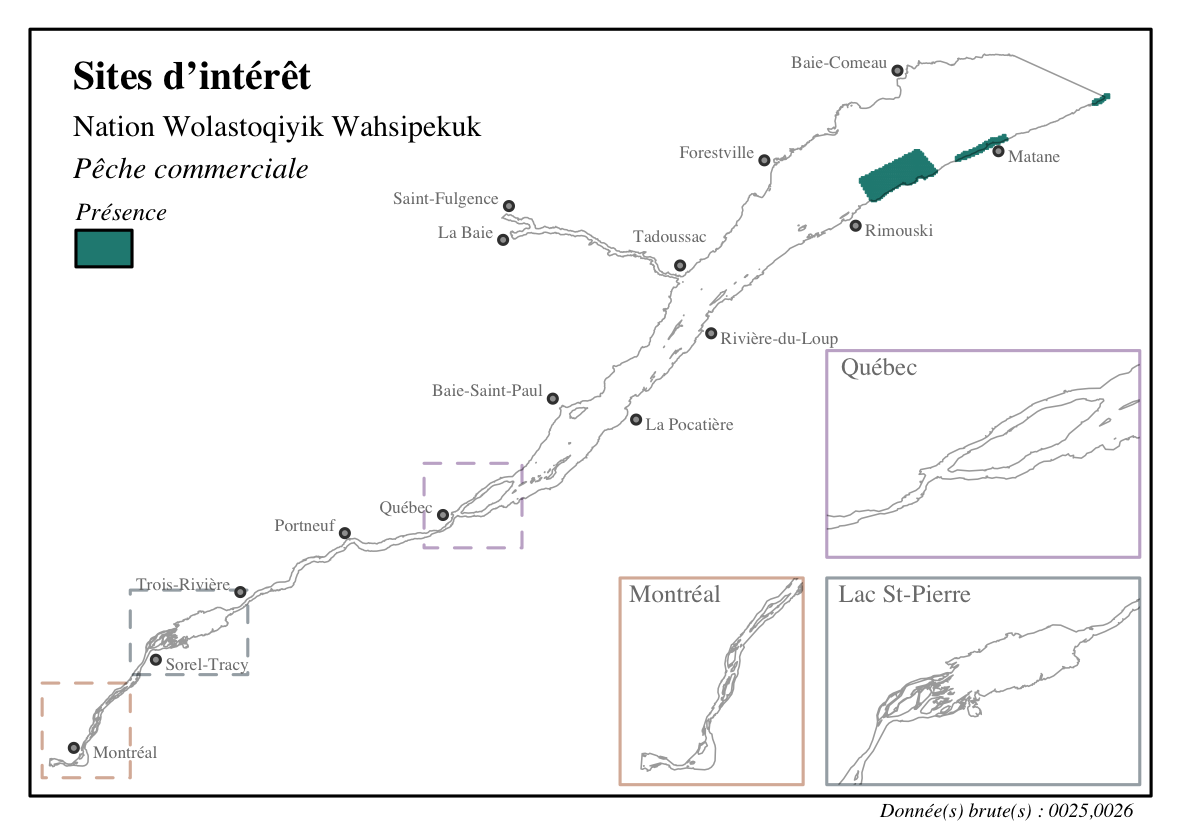 Sites d’intérêt
Nation Wolastoqiyik Wahsipekuk
Pêche commerciale
Présence
Baie-Comeau
Forestville
Matane
Saint-Fulgence
La Baie
Tadoussac
Rimouski
Rivière-du-Loup
Baie-Saint-Paul
La Pocatière
Québec
Portneuf
Trois-Rivière
Sorel-Tracy
Montréal
Québec
Montréal
Lac St-Pierre
Donnée(s) brute(s) : 0025,0026